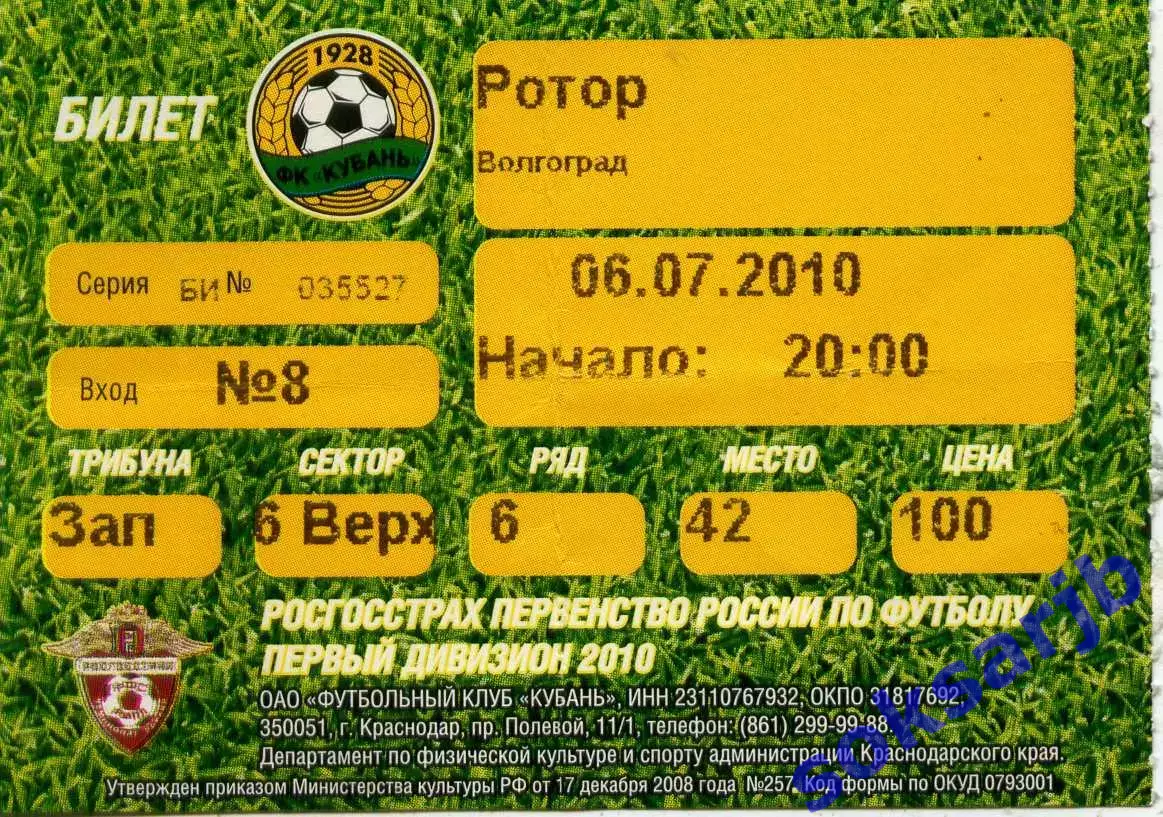 БИЛЕТ
1928
ФК «КУБАНЬ»
Ротор
Волгоград
Серия БИ № 035527
06.07.2010
Начало: 20:00
Вход №8
ТРИБУНА СЕКТОР РЯД МЕСТО ЦЕНА
Зап 6 Верх 6 42 100
РОСГОССТРАХ ПЕРВЕНСТВО РОССИИ ПО ФУТБОЛУ
ПЕРВЫЙ ДИВИЗИОН 2010
ОАО «ФУТБОЛЬНЫЙ КЛУБ «КУБАНЬ», ИНН 23110767932, ОКПО 31817692,
350051, г. Краснодар, пр. Полевой, 11/1, телефон: (861) 299-99-88.
Департамент по физической культуре и спорту администрации Краснодарского края.
Утвержден приказом Министерства культуры РФ от 17 декабря 2008 года №257. Код формы по ОКУД 0793001
soksarjb